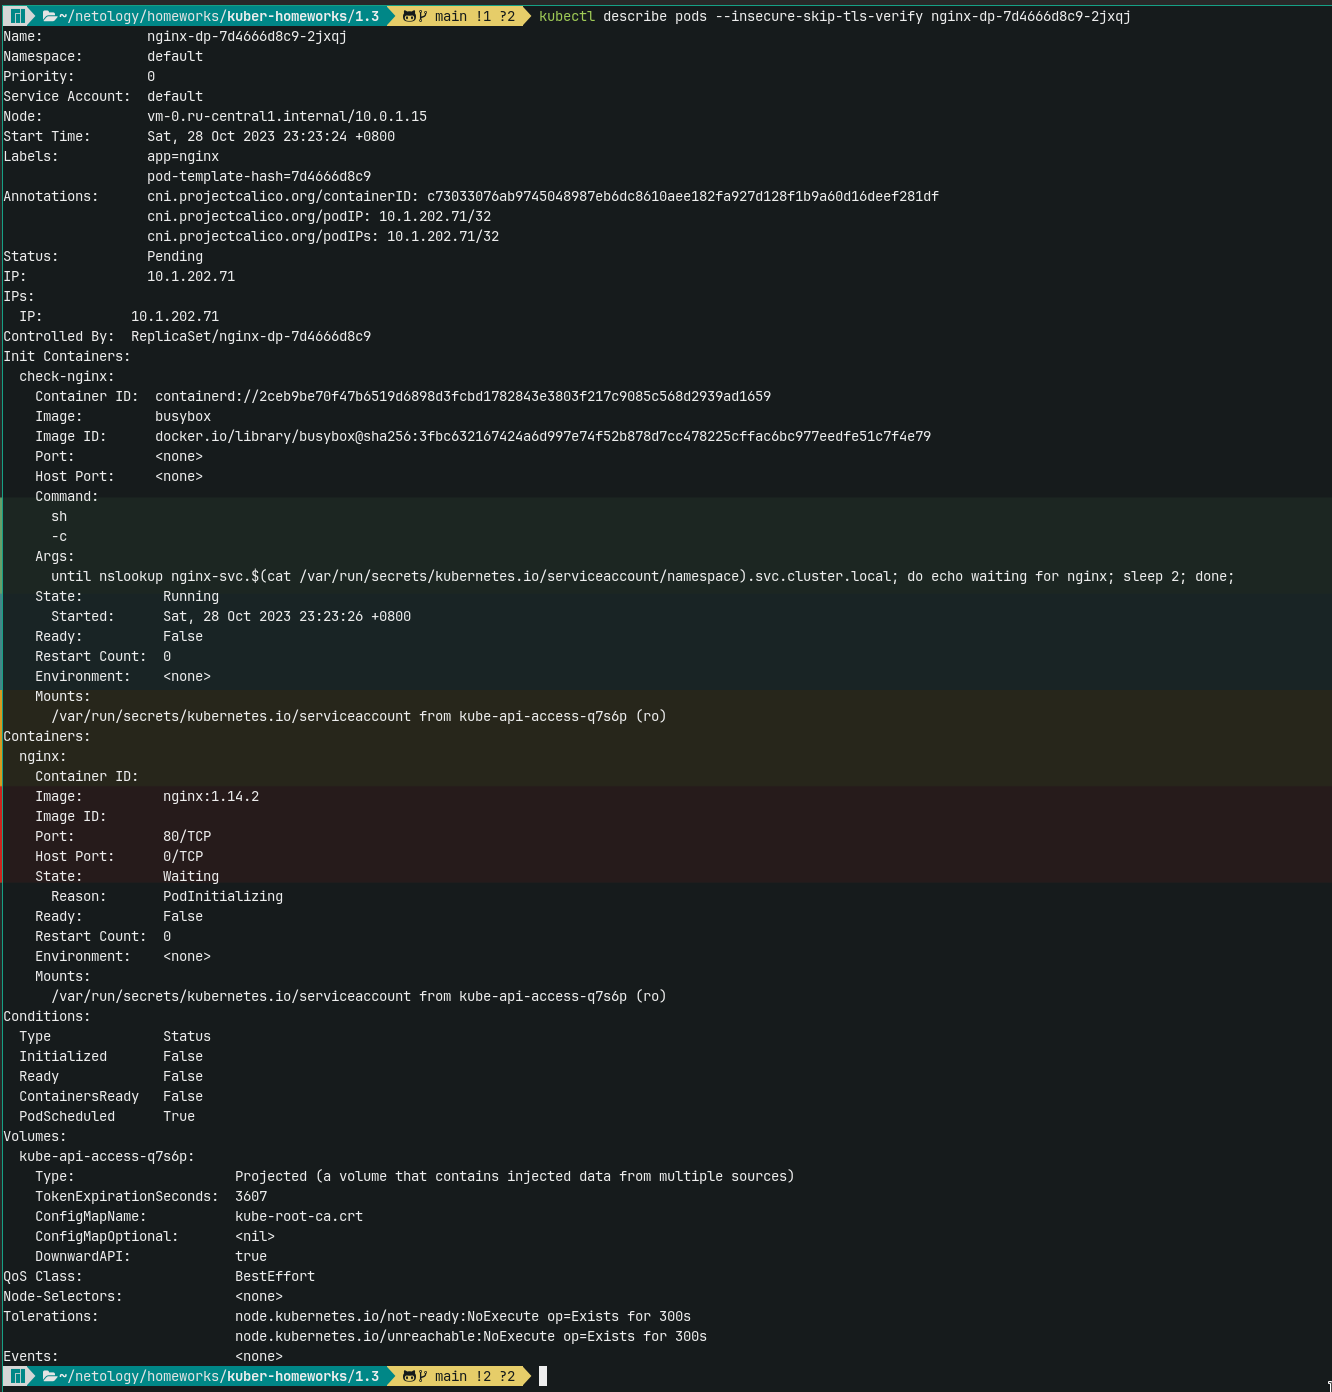 ~/netology/homeworks/kuber-homeworks/1.3 main !1 ?2 kubectl describe pods --insecure-skip-tls-verify nginx-dp-7d4666d8c9-2jxqj
Name:             nginx-dp-7d4666d8c9-2jxqj
Namespace:        default
Priority:         0
Service Account:  default
Node:             vm-0.ru-central1.internal/10.0.1.15
Start Time:       Sat, 28 Oct 2023 23:23:24 +0800
Labels:           app=nginx
                  pod-template-hash=7d4666d8c9
Annotations:      cni.projectcalico.org/containerID: c73033076ab9745048987eb6dc8610aee182fa927d128f1b9a60d16deef281df
                  cni.projectcalico.org/podIP: 10.1.202.71/32
                  cni.projectcalico.org/podIPs: 10.1.202.71/32
Status:           Pending
IP:               10.1.202.71
IPs:
  IP:           10.1.202.71
Controlled By:  ReplicaSet/nginx-dp-7d4666d8c9
Init Containers:
  check-nginx:
    Container ID:  containerd://2ceb9be70f47b6519d6898d3fcbd1782843e3803f217c9085c568d2939ad1659
    Image:         busybox
    Image ID:      docker.io/library/busybox@sha256:3fbc632167424a6d997e74f52b878d7cc478225cffac6bc977eedfe51c7f4e79
    Port:          <none>
    Host Port:     <none>
    Command:
      sh
      -c
    Args:
      until nslookup nginx-svc.$(cat /var/run/secrets/kubernetes.io/serviceaccount/namespace).svc.cluster.local; do echo waiting for nginx; sleep 2; done;
    State:          Running
      Started:      Sat, 28 Oct 2023 23:23:26 +0800
    Ready:          False
    Restart Count:  0
    Environment:    <none>
    Mounts:
      /var/run/secrets/kubernetes.io/serviceaccount from kube-api-access-q7s6p (ro)
Containers:
  nginx:
    Container ID:
    Image:          nginx:1.14.2
    Image ID:
    Port:           80/TCP
    Host Port:      0/TCP
    State:          Waiting
      Reason:       PodInitializing
    Ready:          False
    Restart Count:  0
    Environment:    <none>
    Mounts:
      /var/run/secrets/kubernetes.io/serviceaccount from kube-api-access-q7s6p (ro)
Conditions:
  Type              Status
  Initialized       False
  Ready             False
  ContainersReady   False
  PodScheduled      True
Volumes:
  kube-api-access-q7s6p:
    Type:                    Projected (a volume that contains injected data from multiple sources)
    TokenExpirationSeconds:  3607
    ConfigMapName:           kube-root-ca.crt
    ConfigMapOptional:       <nil>
    DownwardAPI:             true
QoS Class:                   BestEffort
Node-Selectors:              <none>
Tolerations:                 node.kubernetes.io/not-ready:NoExecute op=Exists for 300s
                             node.kubernetes.io/unreachable:NoExecute op=Exists for 300s
Events:                      <none>
~/netology/homeworks/kuber-homeworks/1.3 main !2 ?2